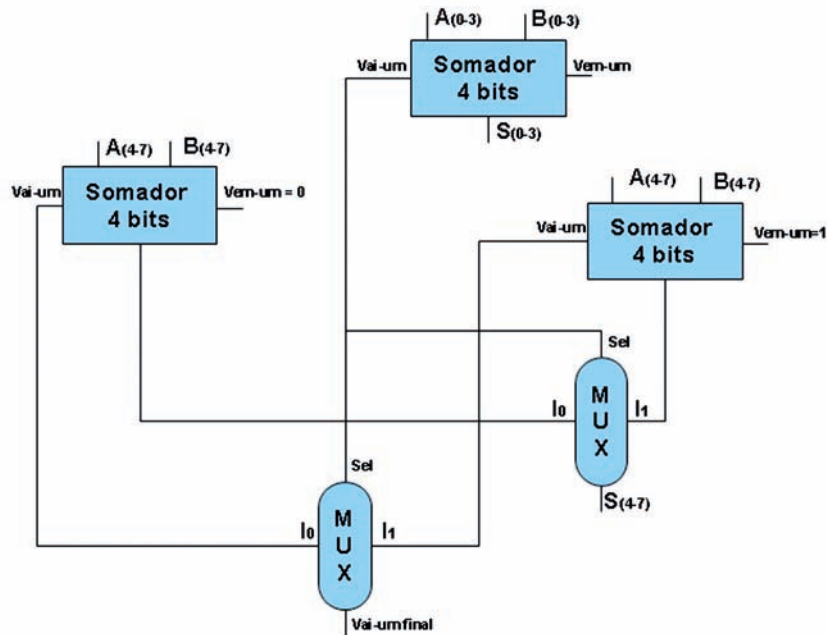 A(0-3)
B(0-3)
Vai-um
Somador
4 bits
Vem-um
S(0-3)
A(4-7)
B(4-7)
Vai-um
Somador
4 bits
Vem-um = 0
A(4-7)
B(4-7)
Vai-um
Somador
4 bits
Vem-um=1
Sel
I0
MUX
I1
S(4-7)
Sel
I0
MUX
I1
Vai-um final